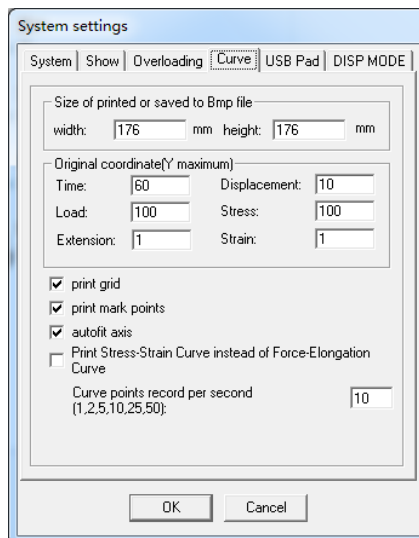 System settings
System Show Overloading Curve USB Pad DISP MODE
Size of printed or saved to Bmp file
width: 176 mm height: 176 mm
Original coordinate(Y maximum)
Time: 60 Displacement: 10
Load: 100 Stress: 100
Extension: 1 Strain: 1
print grid
print mark points
autofit axis
Print Stress-Strain Curve instead of Force-Elongation
Curve
Curve points record per second
(1,2,5,10,25,50): 10
OK Cancel